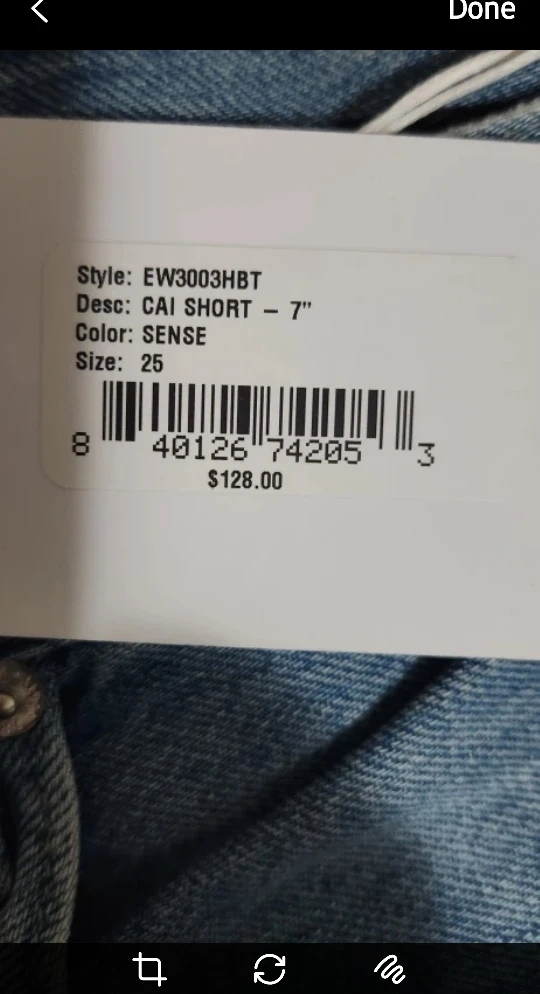 Done
Style: EW3003HBT
Desc: CAI SHORT – 7"
Color: SENSE
Size: 25
8 40126 74205 3
$128.00